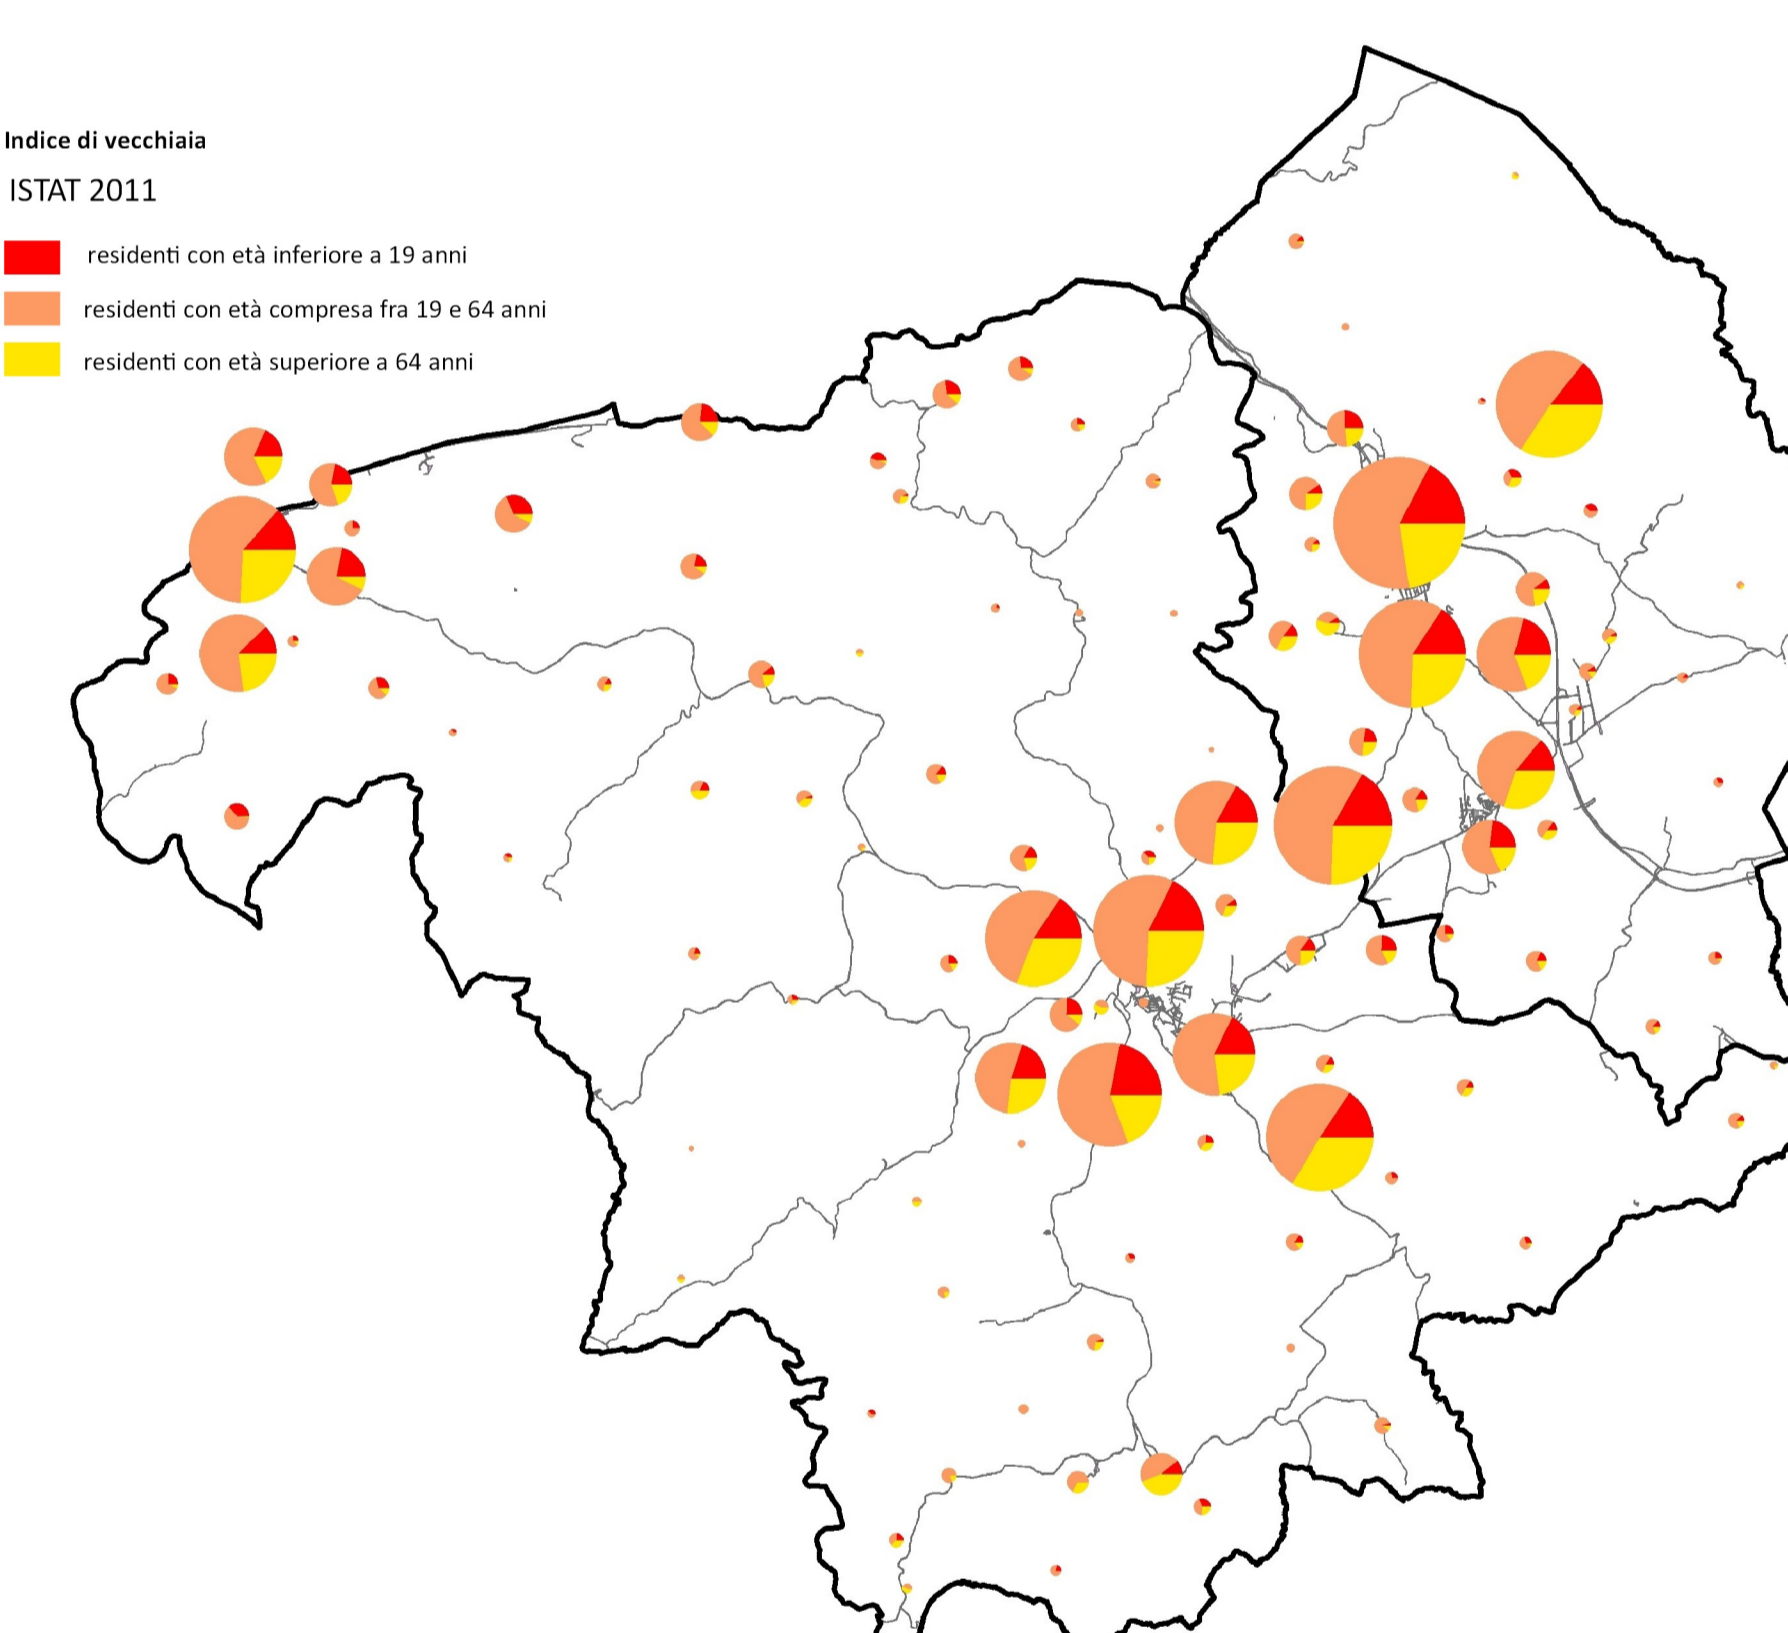 Indice di vecchiaia
ISTAT 2011
residenti con età inferiore a 19 anni
residenti con età compresa fra 19 e 64 anni
residenti con età superiore a 64 anni